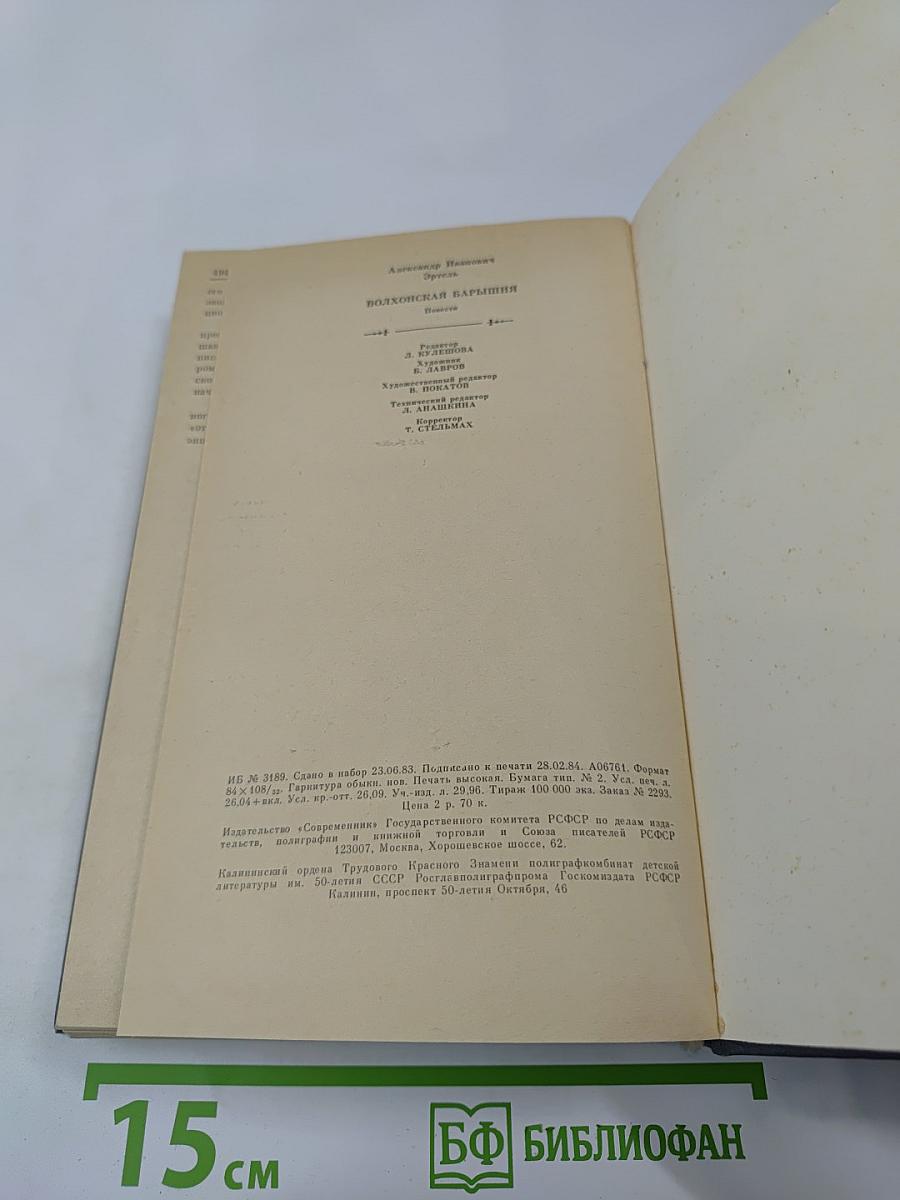 494
Александр Иванович
Эртель
ВОЛХОНСКАЯ БАРЫШНЯ
Повести
Редактор
Л. КУЛЕШОВА
Художник
Б. ЛАВРОВ
Художественный редактор
В. ПОКАТОВ
Технический редактор
Л. АНАШКИНА
Корректор
Т. СТЕЛЬМАХ
ИБ № 3189. Сдано в набор 23.06.83. Подписано к печати 28.02.84. А06761. Формат
84×108/32. Гарнитура обыкн. нов. Печать высокая. Бумага тип. № 2. Усл. печ. л.
26,04+вкл. Усл. кр.-отт. 26,09. Уч.-изд. л. 29,96. Тираж 100 000 экз. Заказ № 2293.
Цена 2 р. 70 к.
Издательство «Современник» Государственного комитета РСФСР по делам изда-
тельств, полиграфии и книжной торговли и Союза писателей РСФСР
123007, Москва, Хорошевское шоссе, 62.
Калининский ордена Трудового Красного Знамени полиграфкомбинат детской
литературы им. 50-летия СССР Росглавполиграфпрома Госкомиздата РСФСР
Калинин, проспект 50-летия Октября, 46
15 см
БФ БИБЛИОФАН